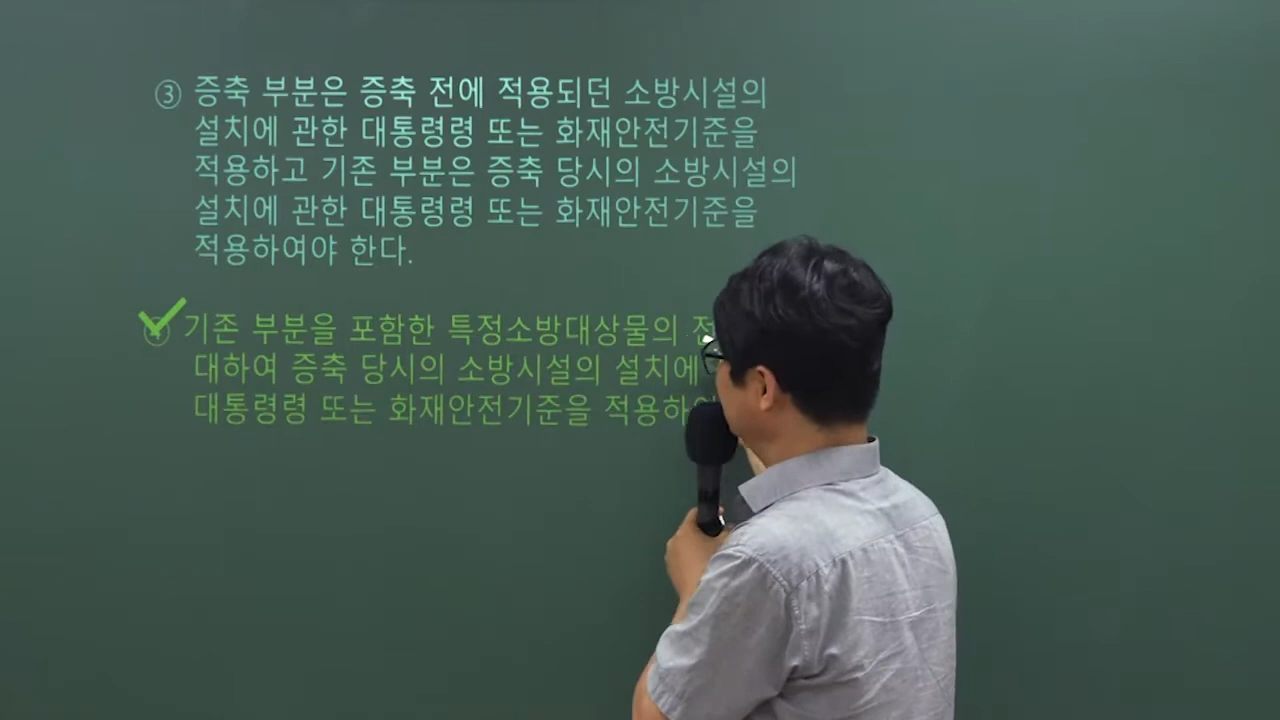 ③ 증축 부분은 증축 전에 적용되던 소방시설의
설치에 관한 대통령령 또는 화재안전기준을
적용하고 기존 부분은 증축 당시의 소방시설의
설치에 관한 대통령령 또는 화재안전기준을
적용하여야 한다.
④ 기존 부분을 포함한 특정소방대상물의
대하여 증축 당시의 소방시설의 설치에
대통령령 또는 화재안전기준을